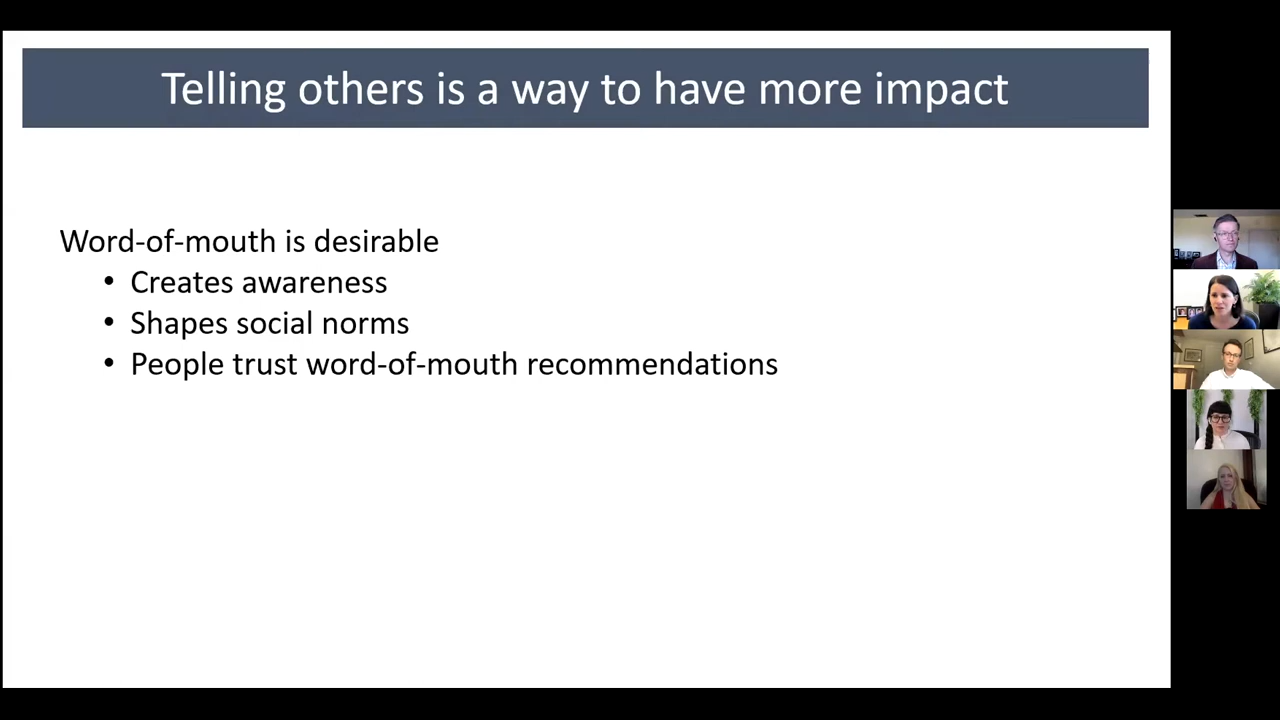 Telling others is a way to have more impact
Word-of-mouth is desirable
• Creates awareness
• Shapes social norms
• People trust word-of-mouth recommendations